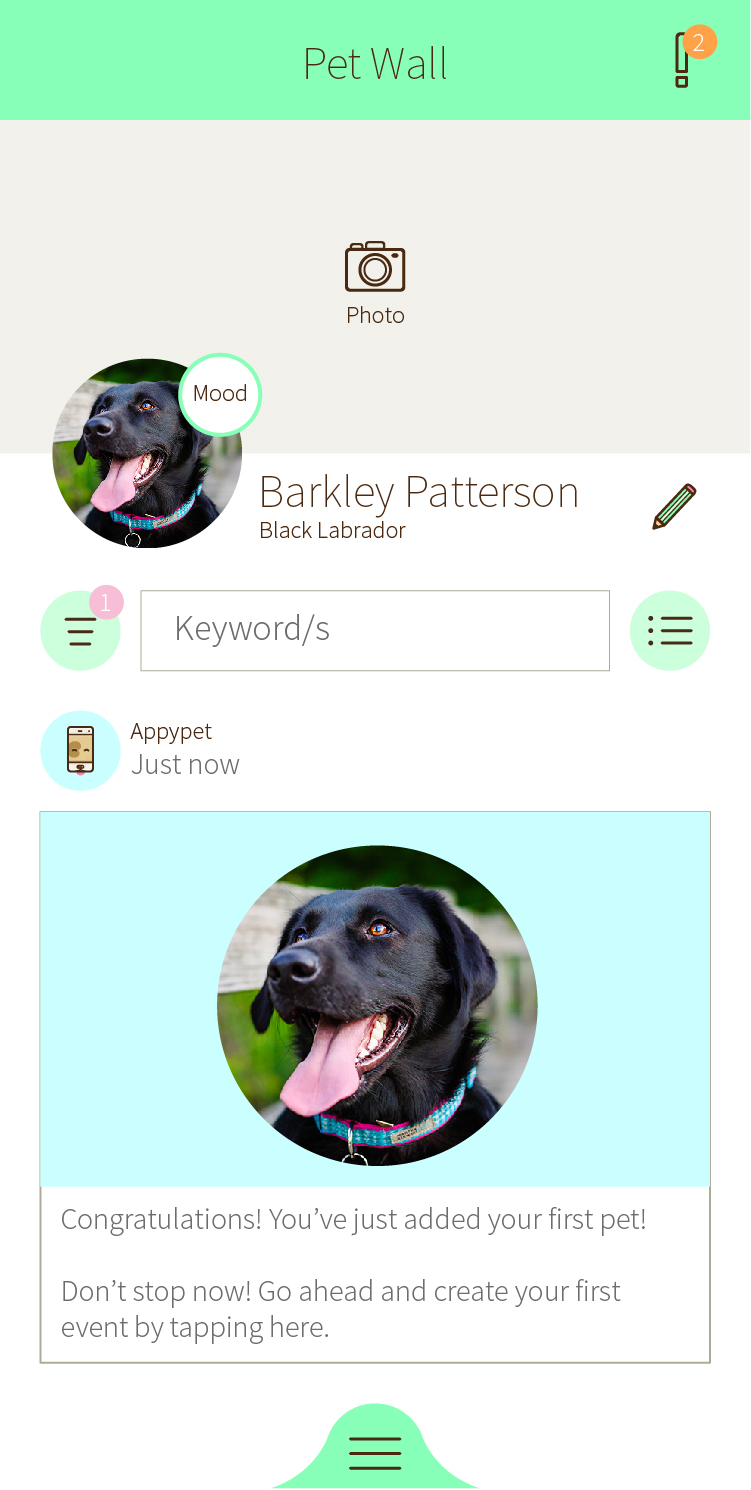 Pet Wall
2
Photo
Mood
Barkley Patterson
Black Labrador
1
Keyword/s
Appypet
Just now
Congratulations! You’ve just added your first pet!
Don’t stop now! Go ahead and create your first
event by tapping here.